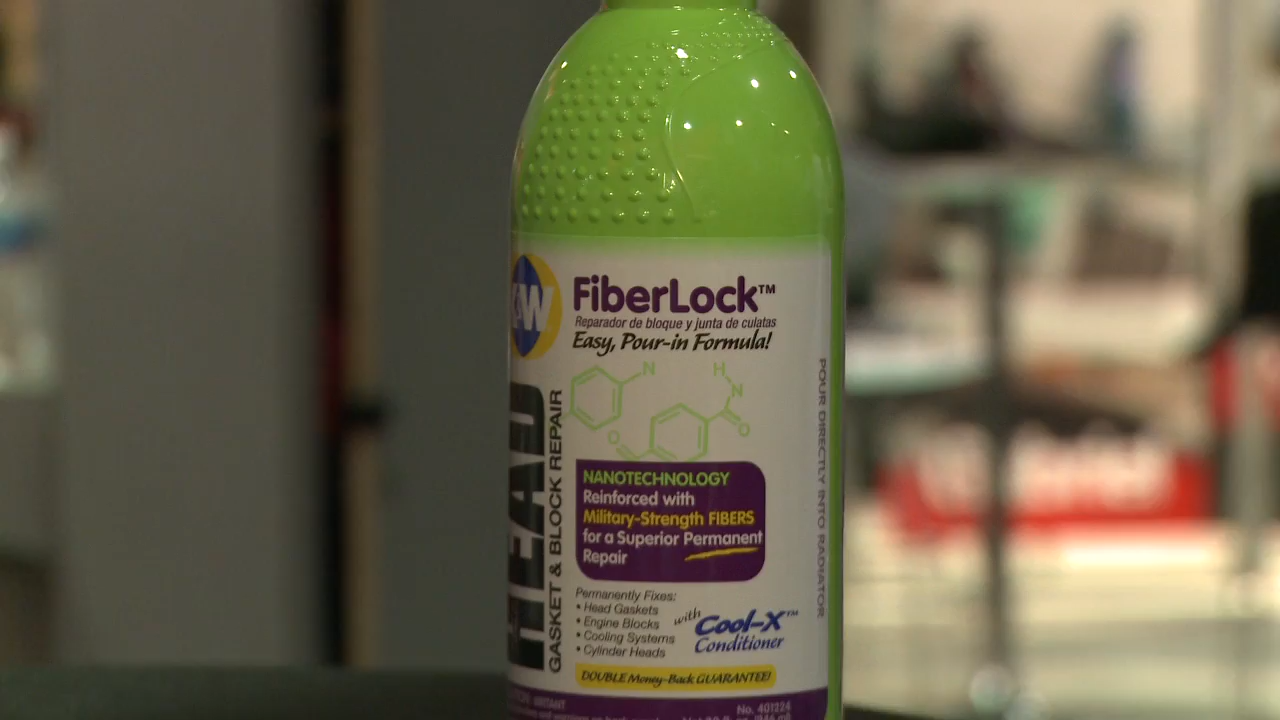 K&W
FiberLock™
Reparador de bloque y junta de culatas
Easy, Pour-in Formula!
HEAD
GASKET & BLOCK REPAIR
N
H
N
O
O
NANOTECHNOLOGY
Reinforced with
Military-Strength FIBERS
for a Superior Permanent
Repair
Permanently Fixes:
• Head Gaskets
• Engine Blocks
• Cooling Systems
• Cylinder Heads
with
Cool-X™
Conditioner
DOUBLE Money-Back GUARANTEE!
POUR DIRECTLY INTO RADIATOR
IRRITANT
No. 401224